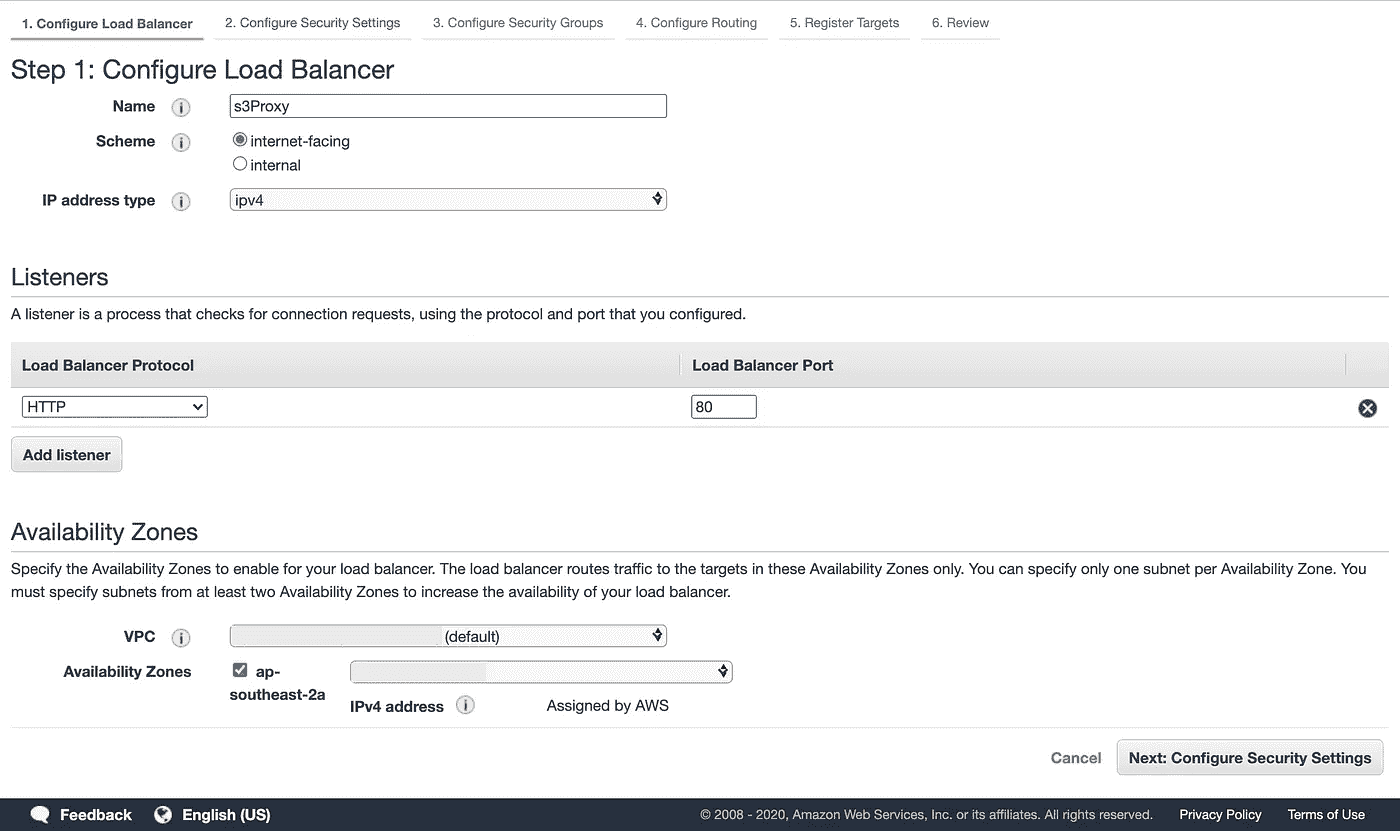 1. Configure Load Balancer 2. Configure Security Settings 3. Configure Security Groups 4. Configure Routing 5. Register Targets 6. Review
Step 1: Configure Load Balancer
Name i s3Proxy
Scheme i internet-facing
internal
IP address type i ipv4
Listeners
A listener is a process that checks for connection requests, using the protocol and port that you configured.
Load Balancer Protocol Load Balancer Port
HTTP 80
Add listener
Availability Zones
Specify the Availability Zones to enable for your load balancer. The load balancer routes traffic to the targets in these Availability Zones only. You can specify only one subnet per Availability Zone. You
must specify subnets from at least two Availability Zones to increase the availability of your load balancer.
VPC i (default)
Availability Zones ap-
southeast-2a
IPv4 address i Assigned by AWS
Cancel Next: Configure Security Settings
Feedback English (US) © 2008 - 2020, Amazon Web Services, Inc. or its affiliates. All rights reserved. Privacy Policy Terms of Use